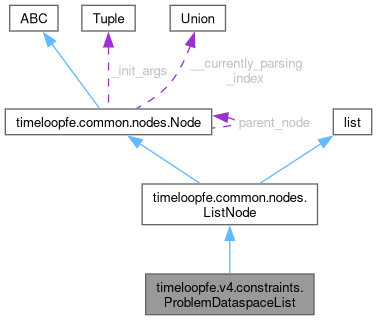 ABC
Tuple
Union
_init_args
__currently_parsing
_index
timeloopfe.common.nodes.Node
parent_node
list
timeloopfe.common.nodes.
ListNode
timeloopfe.v4.constraints.
ProblemDataspaceList